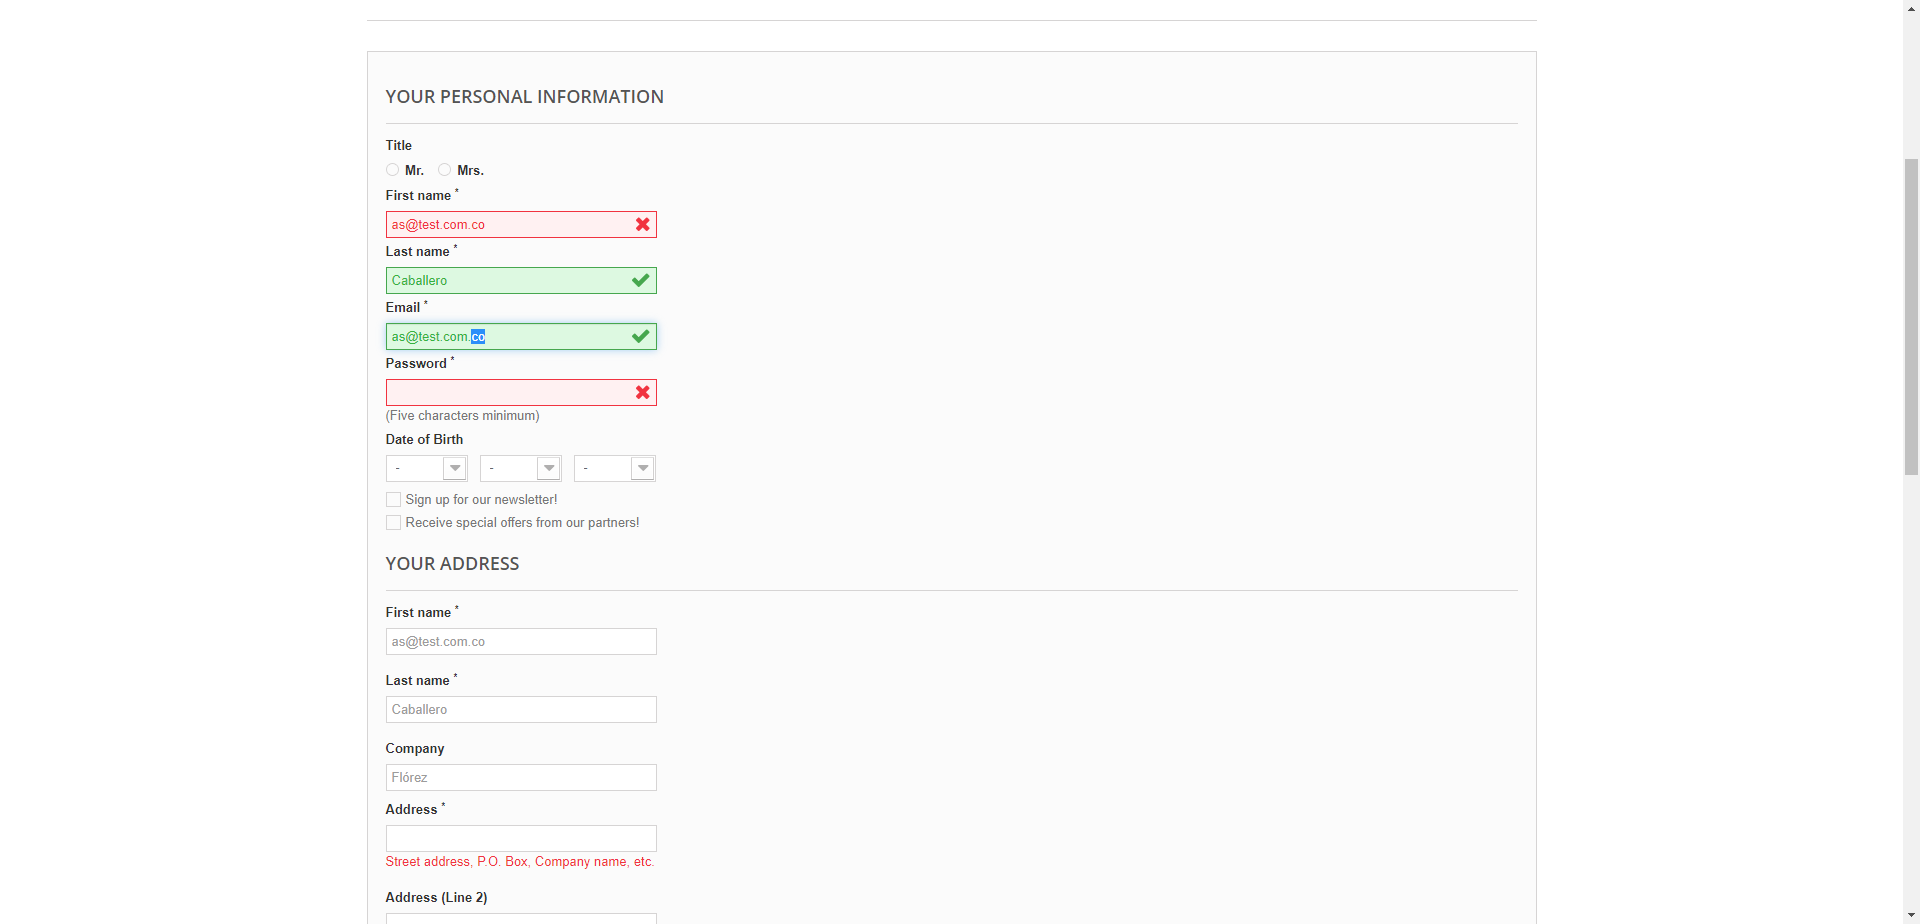 YOUR PERSONAL INFORMATION
Title
Mr. Mrs.
First name *
as@test.com.co
Last name *
Caballero
Email *
as@test.com.co
Password *
(Five characters minimum)
Date of Birth
- - -
Sign up for our newsletter!
Receive special offers from our partners!
YOUR ADDRESS
First name *
as@test.com.co
Last name *
Caballero
Company
Flórez
Address *
Street address, P.O. Box, Company name, etc.
Address (Line 2)